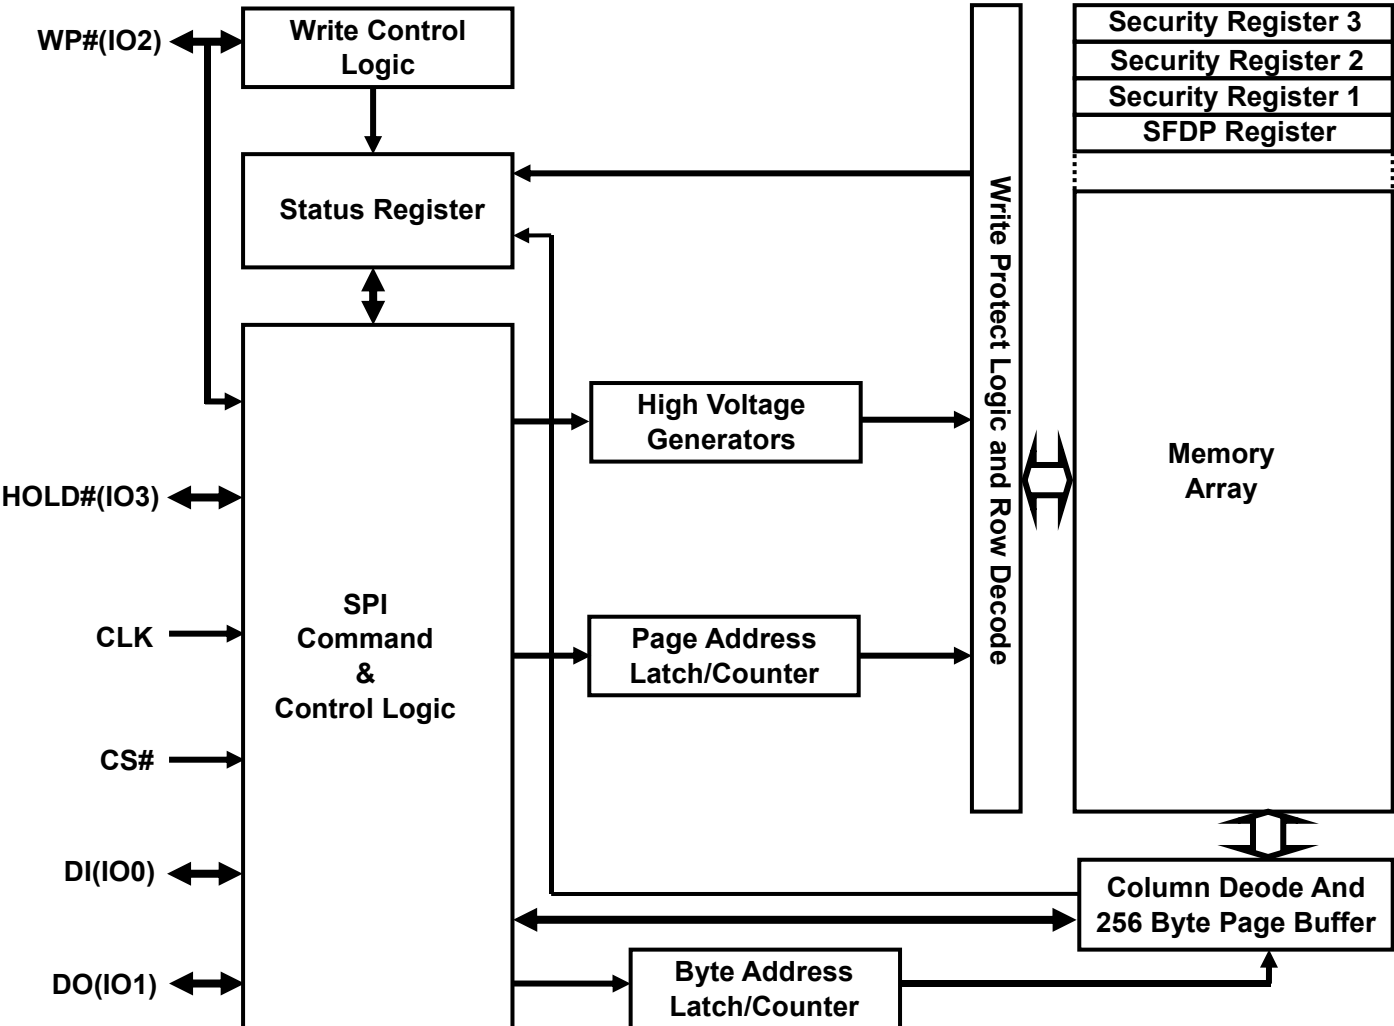 WP#(IO2)
Write Control
Logic
Security Register 3
Security Register 2
Security Register 1
SFDP Register
Status Register
Write Protect Logic and Row Decode
High Voltage
Generators
Memory
Array
HOLD#(IO3)
SPI
Command
&
Control Logic
CLK
Page Address
Latch/Counter
CS#
DI(IO0)
Column Deode And
256 Byte Page Buffer
DO(IO1)
Byte Address
Latch/Counter